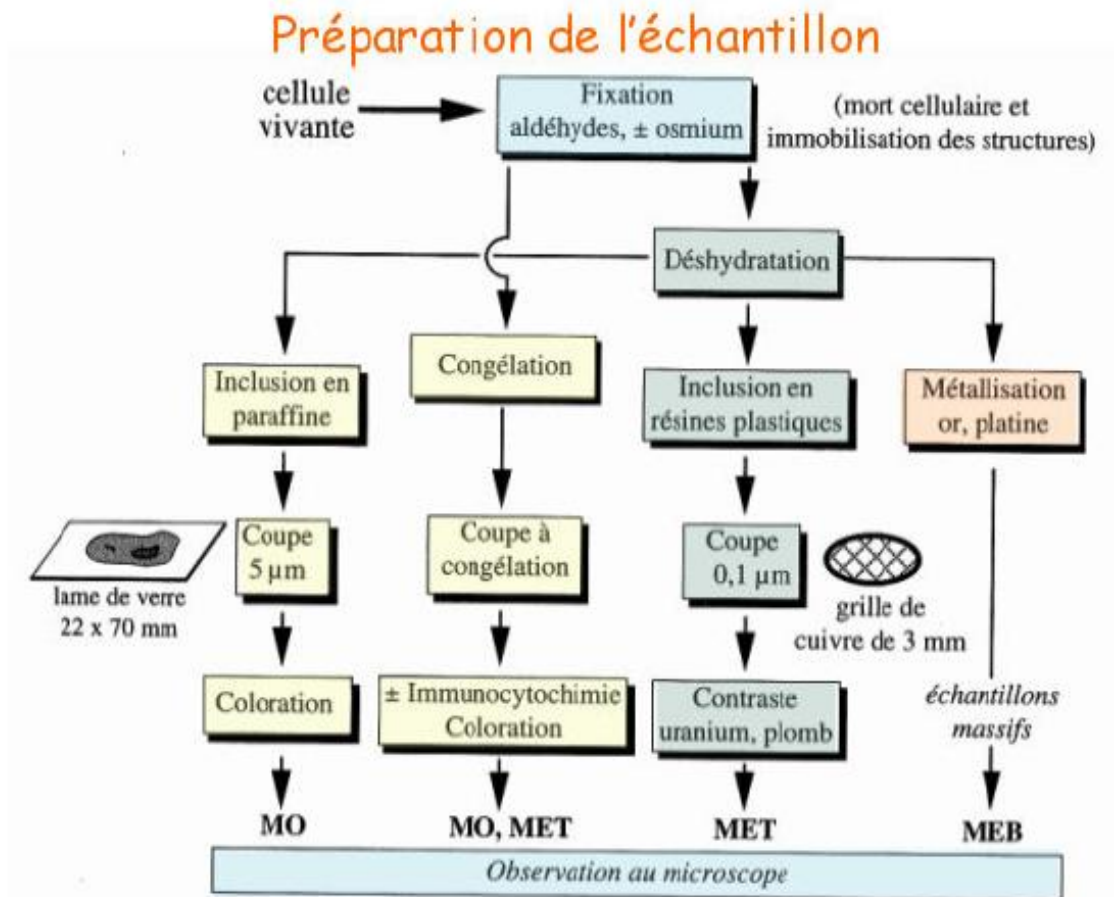 Préparation de l'échantillon
cellule
vivante
Fixation
aldéhydes, ± osmium
(mort cellulaire et
immobilisation des structures)
Déshydratation
Inclusion en
paraffine
Congélation
Inclusion en
résines plastiques
Métallisation
or, platine
lame de verre
22 x 70 mm
Coupe
5 µm
Coupe à
congélation
Coupe
0,1 µm
grille de
cuivre de 3 mm
Coloration
± Immunocytochimie
Coloration
Contraste
uranium, plomb
échantillons
massifs
MO
MO, MET
MET
MEB
Observation au microscope